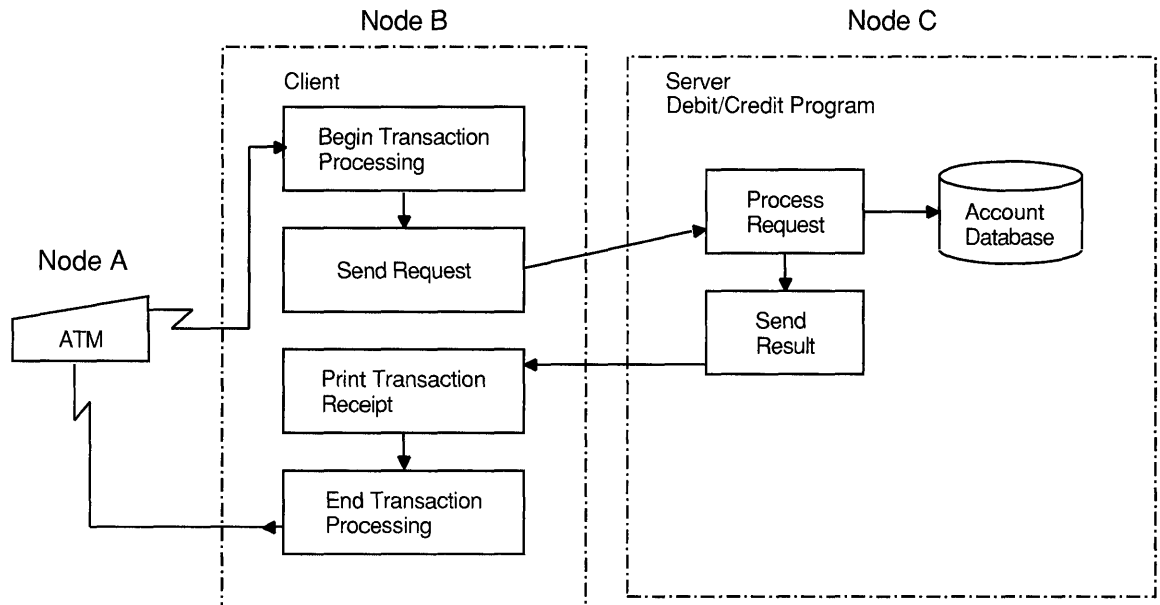 Node B
Node C
Client
Server
Debit/Credit Program
Begin Transaction
Processing
Process
Request
Account
Database
Node A
Send Request
ATM
Send
Result
Print Transaction
Receipt
End Transaction
Processing